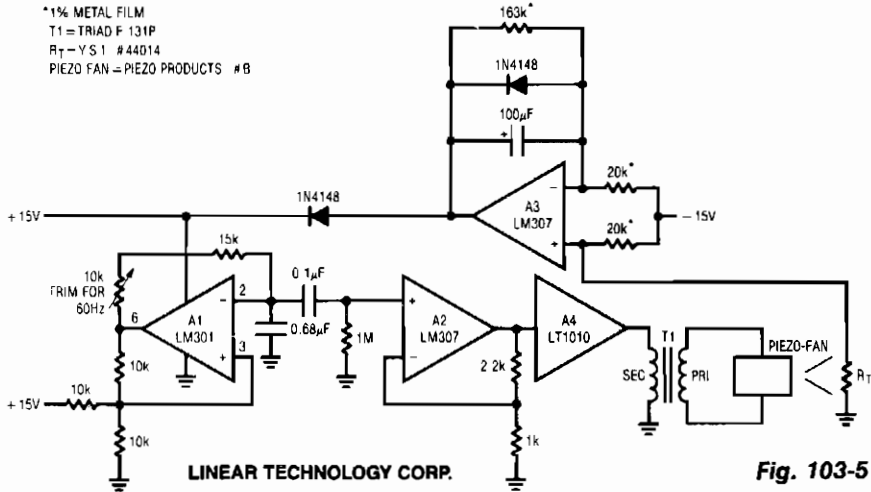 *1% METAL FILM
T1 = TRIAD F 131P
RT – Y S 1 #44014
PIEZO FAN = PIEZO PRODUCTS #B
163k*
1N4148
100µF
+
20k*
20k*
–
+
A3
LM307
– 15V
1N4148
+ 15V
15k
10k
TRIM FOR
60Hz
6
2
–
A1
LM301
3
+
0.1µF
0.68µF
1M
+
A2
LM307
–
A4
LT1010
T1
SEC
PRI
PIEZO-FAN
RT
10k
2 2k
10k
+ 15V
10k
1k
LINEAR TECHNOLOGY CORP.
Fig. 103-5